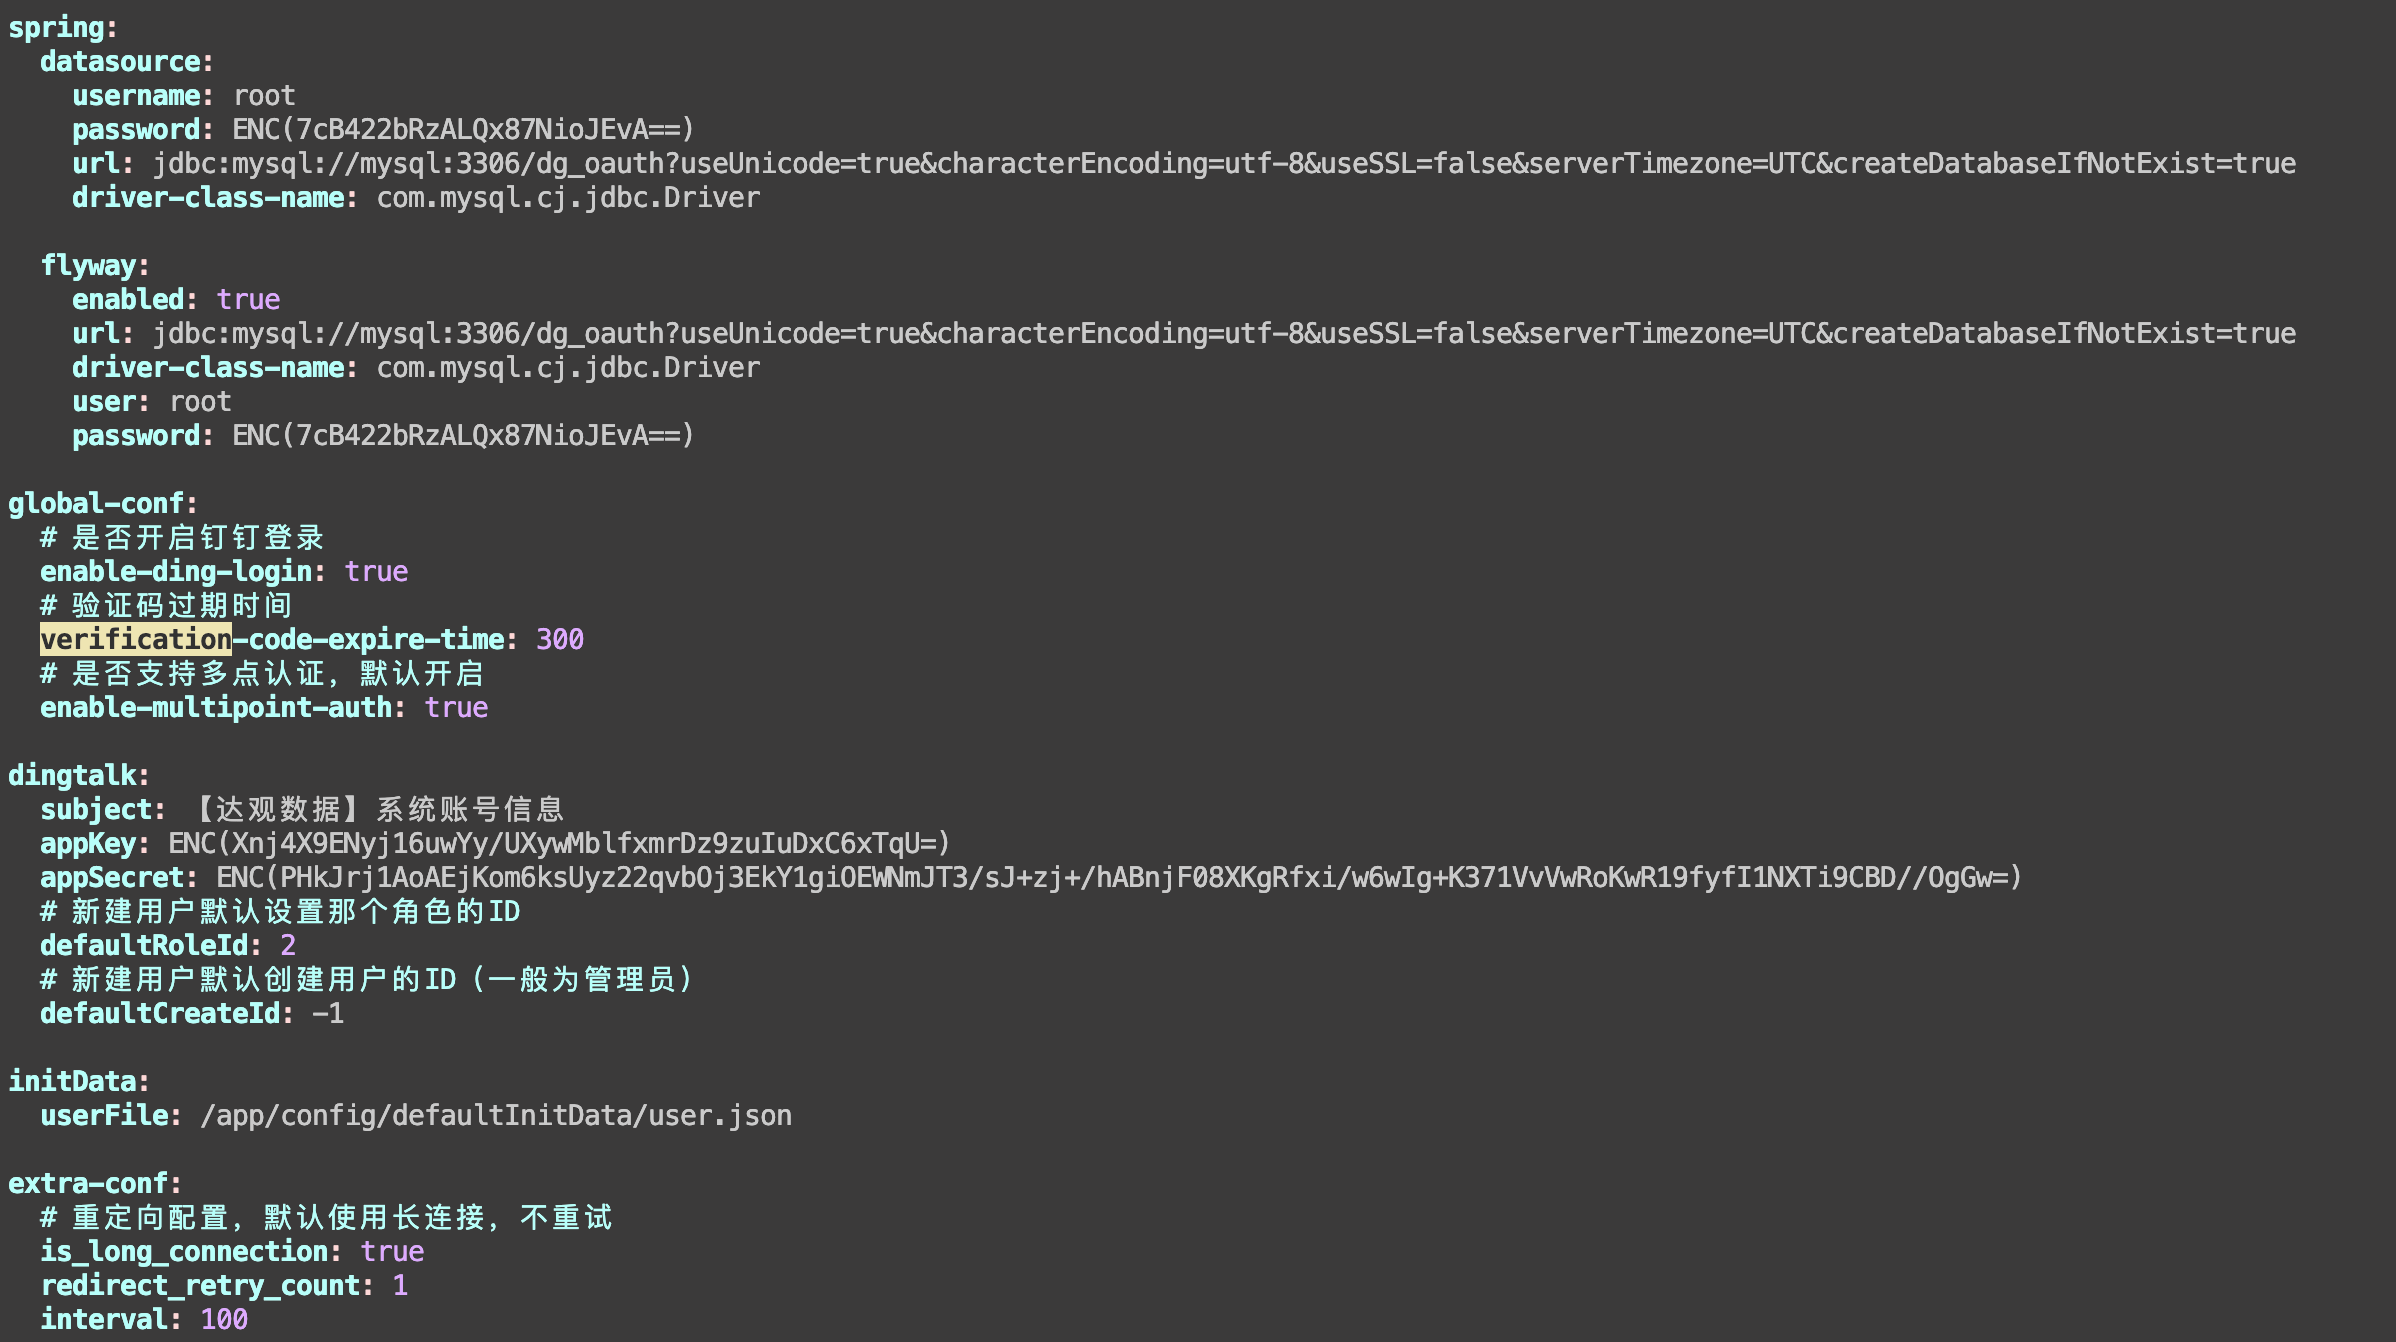 spring:
  datasource:
    username: root
    password: ENC(7cB422bRzALQx87NioJEvA==)
    url: jdbc:mysql://mysql:3306/dg_oauth?useUnicode=true&characterEncoding=utf-8&useSSL=false&serverTimezone=UTC&createDatabaseIfNotExist=true
    driver-class-name: com.mysql.cj.jdbc.Driver

  flyway:
    enabled: true
    url: jdbc:mysql://mysql:3306/dg_oauth?useUnicode=true&characterEncoding=utf-8&useSSL=false&serverTimezone=UTC&createDatabaseIfNotExist=true
    driver-class-name: com.mysql.cj.jdbc.Driver
    user: root
    password: ENC(7cB422bRzALQx87NioJEvA==)

global-conf:
  # 是否开启钉钉登录
  enable-ding-login: true
  # 验证码过期时间
  verification-code-expire-time: 300
  # 是否支持多点认证，默认开启
  enable-multipoint-auth: true

dingtalk:
  subject: 【达观数据】系统账号信息
  appKey: ENC(Xnj4X9ENyj16uwYy/UXywMblfxmrDz9zuIuDxC6xTqU=)
  appSecret: ENC(PHkJrj1AoAEjKom6ksUyz22qvbOj3EkY1giOEWNmJT3/sJ+zj+/hABnjF08XKgRfxi/w6wIg+K371VvVwRoKwR19fyfI1NXTi9CBD//OgGw=)
  # 新建用户默认设置那个角色的ID
  defaultRoleId: 2
  # 新建用户默认创建用户的ID（一般为管理员）
  defaultCreateId: -1

initData:
  userFile: /app/config/defaultInitData/user.json

extra-conf:
  # 重定向配置，默认使用长连接，不重试
  is_long_connection: true
  redirect_retry_count: 1
  interval: 100